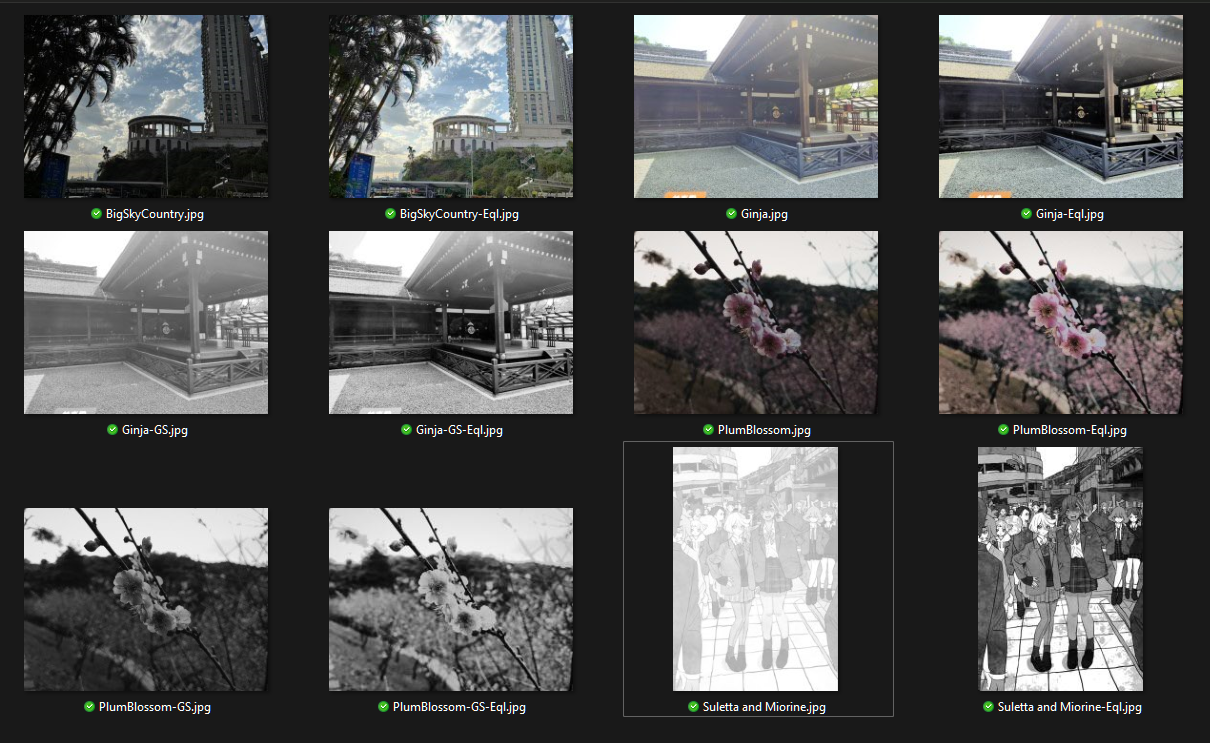 BigSkyCountry.jpg
BigSkyCountry-Eql.jpg
Ginja.jpg
Ginja-Eql.jpg
Ginja-GS.jpg
Ginja-GS-Eql.jpg
PlumBlossom.jpg
PlumBlossom-Eql.jpg
PlumBlossom-GS.jpg
PlumBlossom-GS-Eql.jpg
Suletta and Miorine.jpg
Suletta and Miorine-Eql.jpg